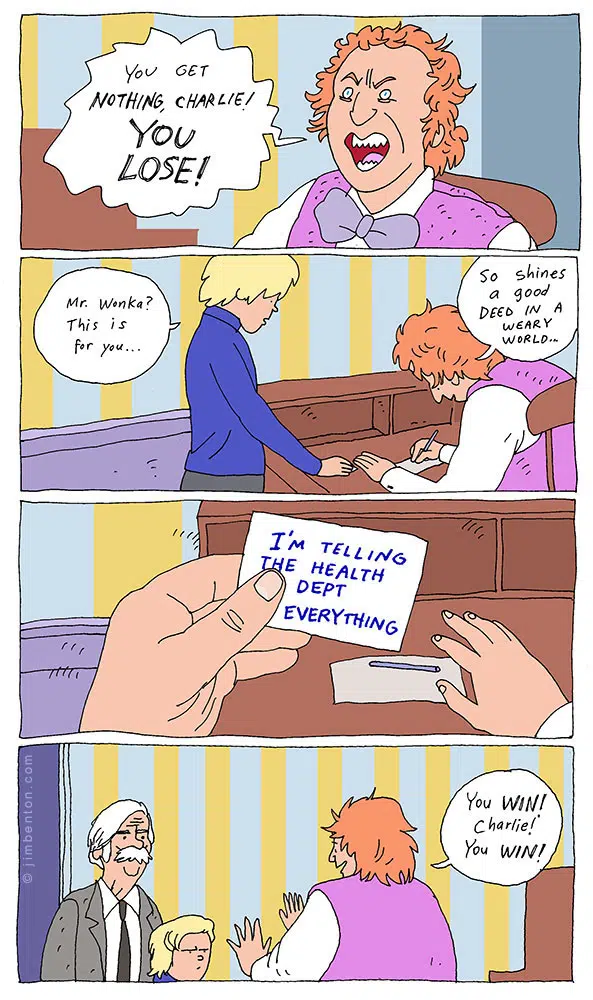 You GET
NOTHING, CHARLIE!
YOU
LOSE!
Mr. Wonka?
This is
for you...
So shines
a good
DEED IN A
WEARY
WORLD...
I'M TELLING
THE HEALTH
DEPT
EVERYTHING
You WIN!
Charlie!
You WIN!
© jimbenton.com